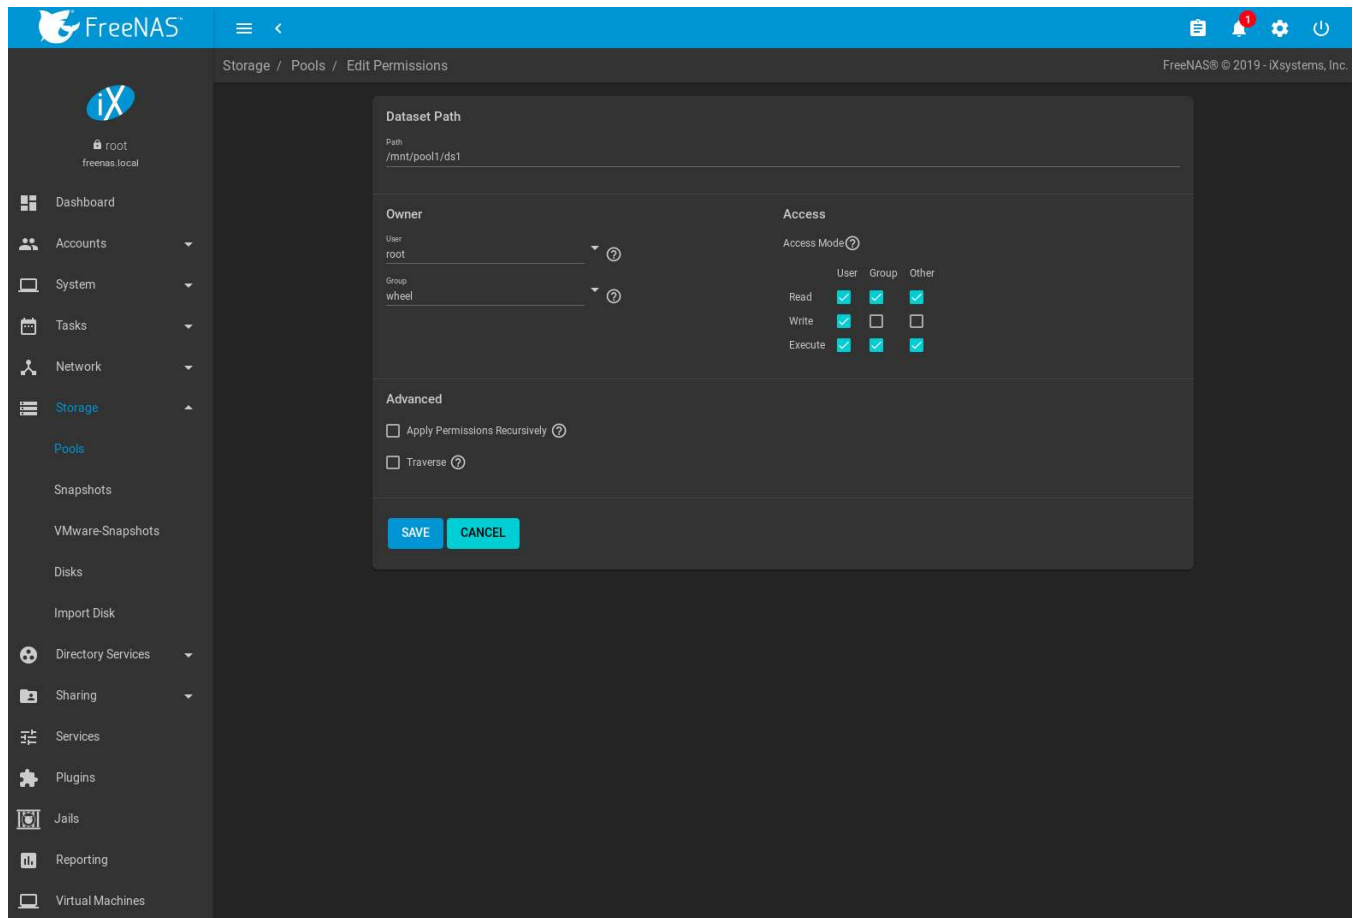 FreeNAS™
1
Storage / Pools / Edit Permissions
FreeNAS® © 2019 - iXsystems, Inc.
iX
root
freenas.local
Dashboard
Accounts
System
Tasks
Network
Storage
Pools
Snapshots
VMware-Snapshots
Disks
Import Disk
Directory Services
Sharing
Services
Plugins
Jails
Reporting
Virtual Machines
Dataset Path
Path
/mnt/pool1/ds1
Owner
User
root
Group
wheel
Access
Access Mode
User Group Other
Read
Write
Execute
Advanced
Apply Permissions Recursively
Traverse
SAVE CANCEL